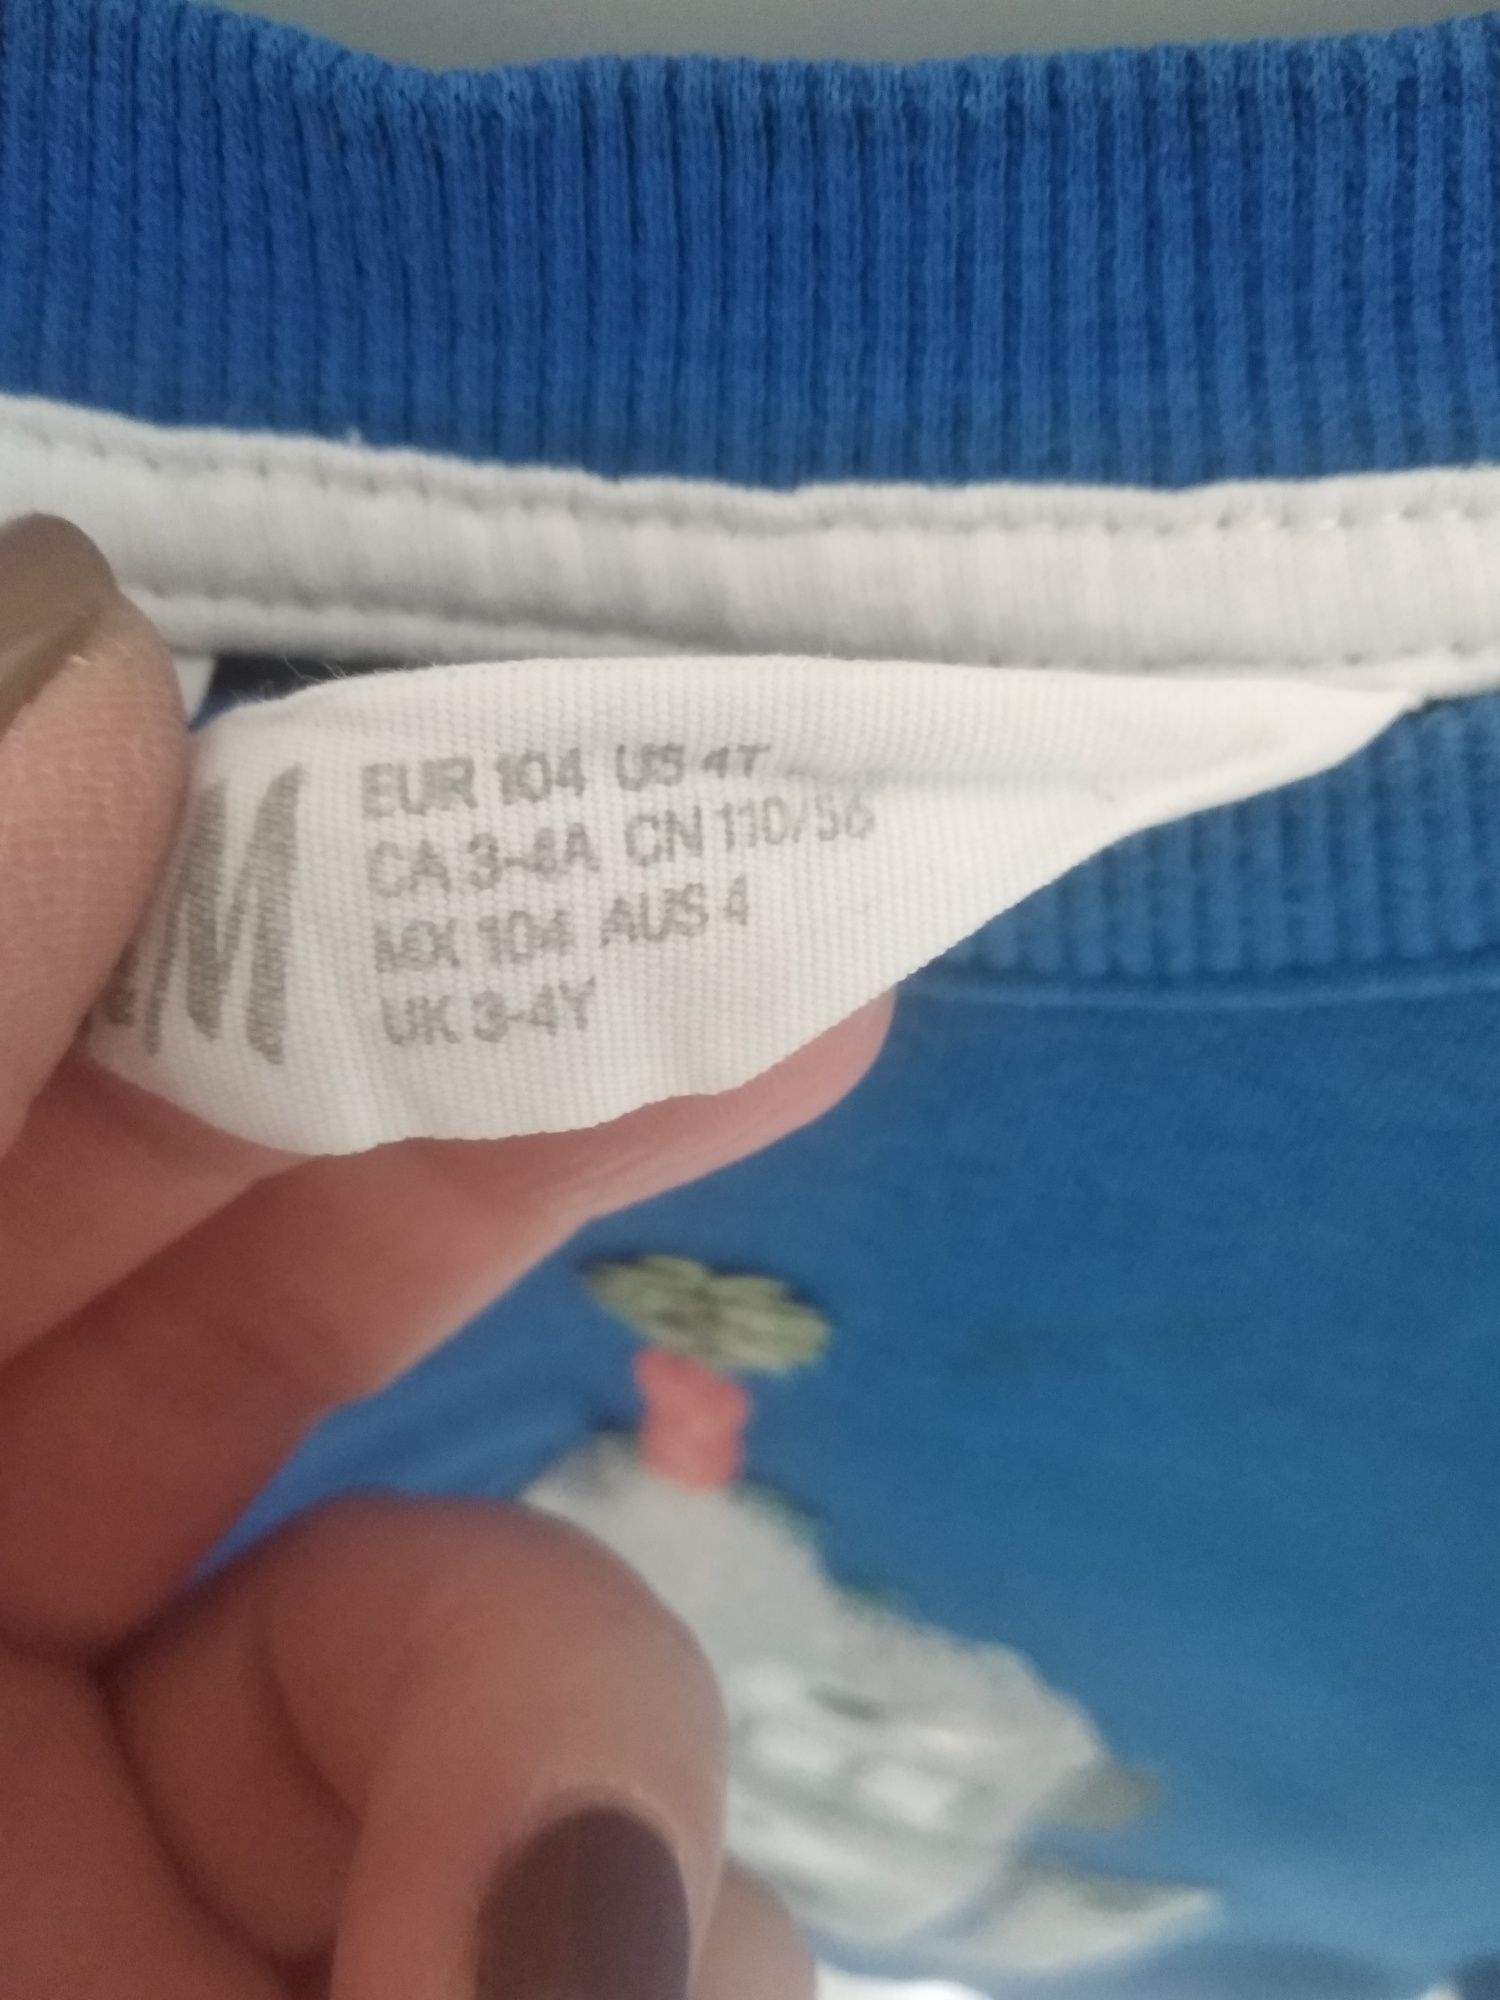 M
EUR 104 US 4T
CA 3-4A CN 110/56
MX 104 AUS 4
UK 3-4Y